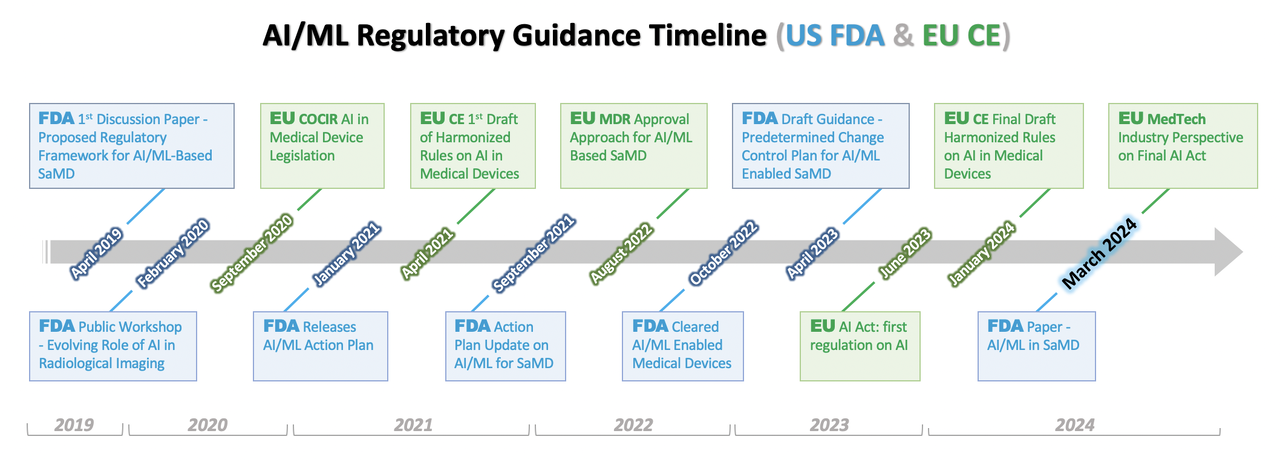 AI/ML Regulatory Guidance Timeline (US FDA & EU CE)
FDA 1st Discussion Paper -
Proposed Regulatory
Framework for AI/ML-Based
SaMD
EU COCIR AI in
Medical Device
Legislation
EU CE 1st Draft
of Harmonized
Rules on AI in
Medical Devices
EU MDR Approval
Approach for AI/ML
Based SaMD
FDA Draft Guidance -
Predetermined Change
Control Plan for AI/ML
Enabled SaMD
EU CE Final Draft
Harmonized Rules
on AI in Medical
Devices
EU MedTech
Industry Perspective
on Final AI Act
April 2019
February 2020
September 2020
January 2021
April 2021
September 2021
August 2022
October 2022
April 2023
June 2023
January 2024
March 2024
FDA Public Workshop
- Evolving Role of AI in
Radiological Imaging
FDA Releases
AI/ML Action Plan
FDA Action
Plan Update on
AI/ML for SaMD
FDA Cleared
AI/ML Enabled
Medical Devices
EU AI Act: first
regulation on AI
FDA Paper -
AI/ML in SaMD
2019
2020
2021
2022
2023
2024